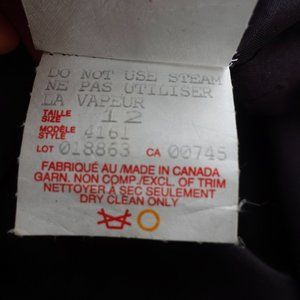 DO NOT USE STEAM
NE PAS UTILISER
LA VAPEUR
TAILLE
SIZE 12
MODÈLE
STYLE 4161
LOT 018863 CA 00745
FABRIQUÉ AU/MADE IN CANADA
GARN. NON COMP./EXCL. OF TRIM
NETTOYER À SEC SEULEMENT
DRY CLEAN ONLY